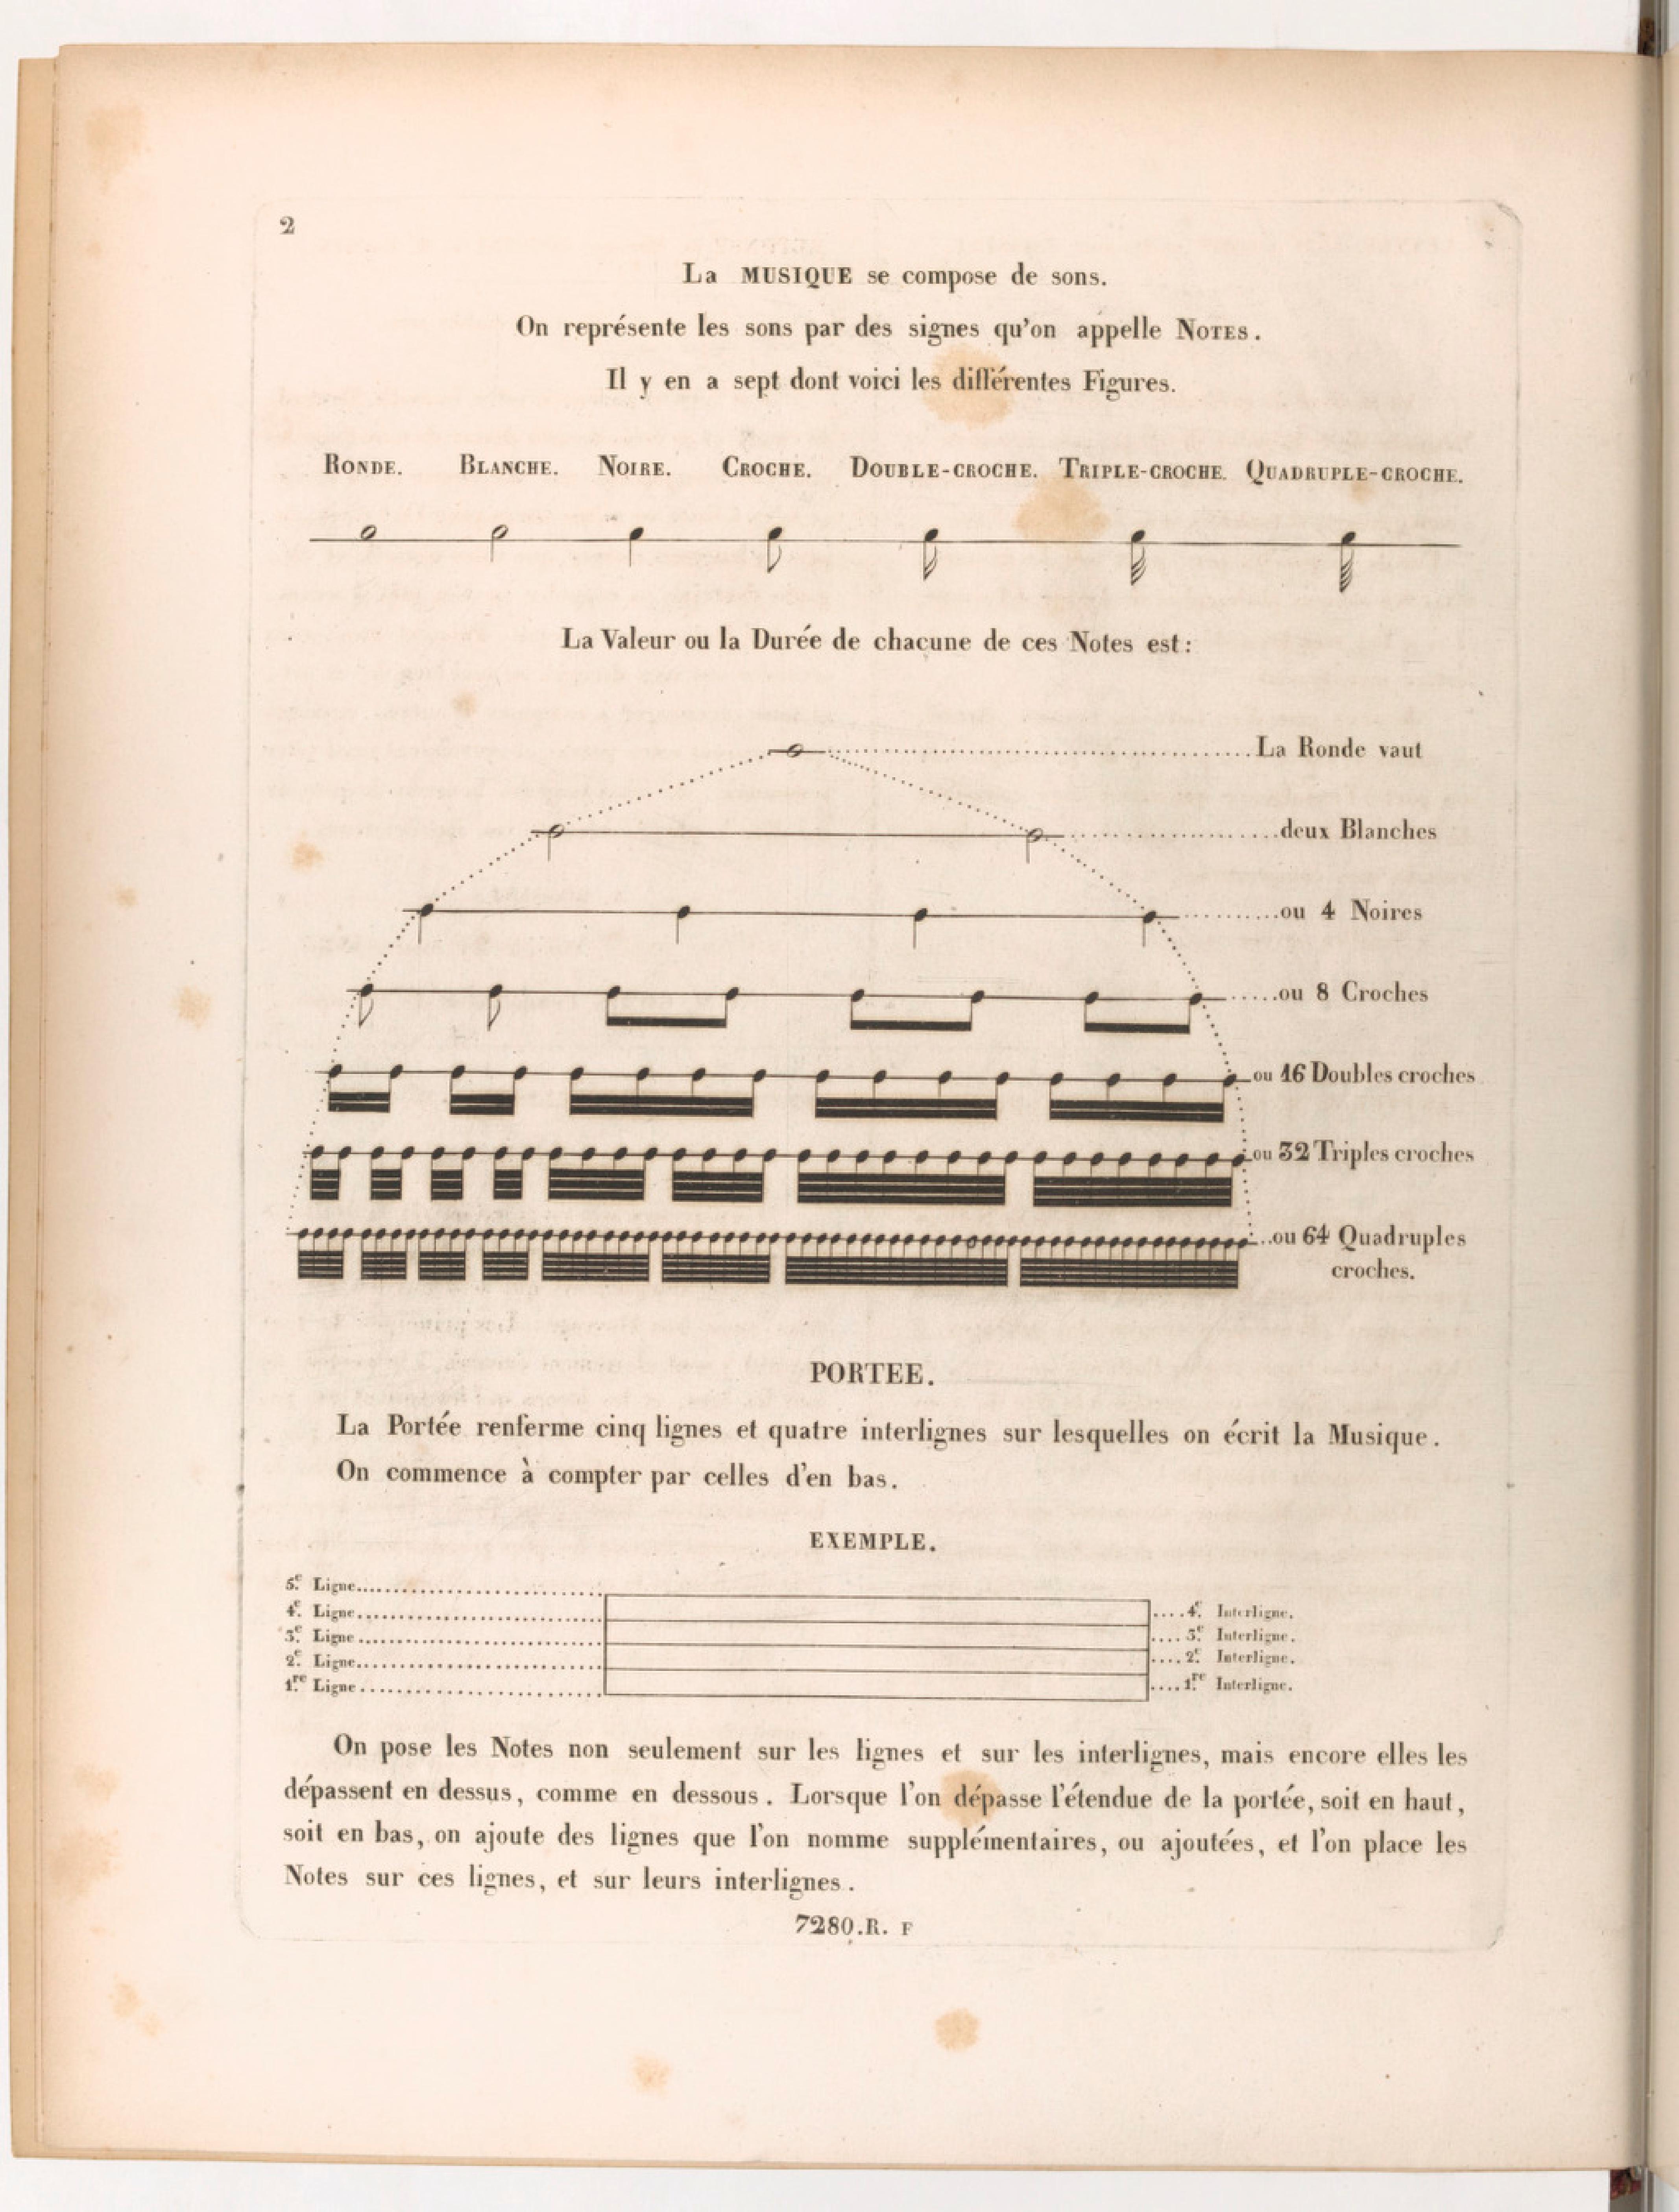 2
La MUSIQUE se compose de sons.
On représente les sons par des signes qu'on appelle NOTES.
Il y en a sept dont voici les différentes Figures.
RONDE. BLANCHE. NOIRE. CROCHE. DOUBLE-CROCHE. TRIPLE-CROCHE. QUADRUPLE-CROCHE.
La Valeur ou la Durée de chacune de ces Notes est:
La Ronde vaut
deux Blanches
ou 4 Noires
ou 8 Croches
ou 16 Doubles croches
ou 32 Triples croches
ou 64 Quadruples
croches.
PORTEE.
La Portée renferme cinq lignes et quatre interlignes sur lesquelles on écrit la Musique.
On commence à compter par celles d'en bas.
EXEMPLE.
5.e Ligne
4.e Ligne 4.e Interligne.
3.e Ligne 3.e Interligne.
2.e Ligne 2.e Interligne.
1.re Ligne 1.re Interligne.
On pose les Notes non seulement sur les lignes et sur les interlignes, mais encore elles les
dépassent en dessus, comme en dessous. Lorsque l'on dépasse l'étendue de la portée, soit en haut,
soit en bas, on ajoute des lignes que l'on nomme supplémentaires, ou ajoutées, et l'on place les
Notes sur ces lignes, et sur leurs interlignes.
7280.R. F